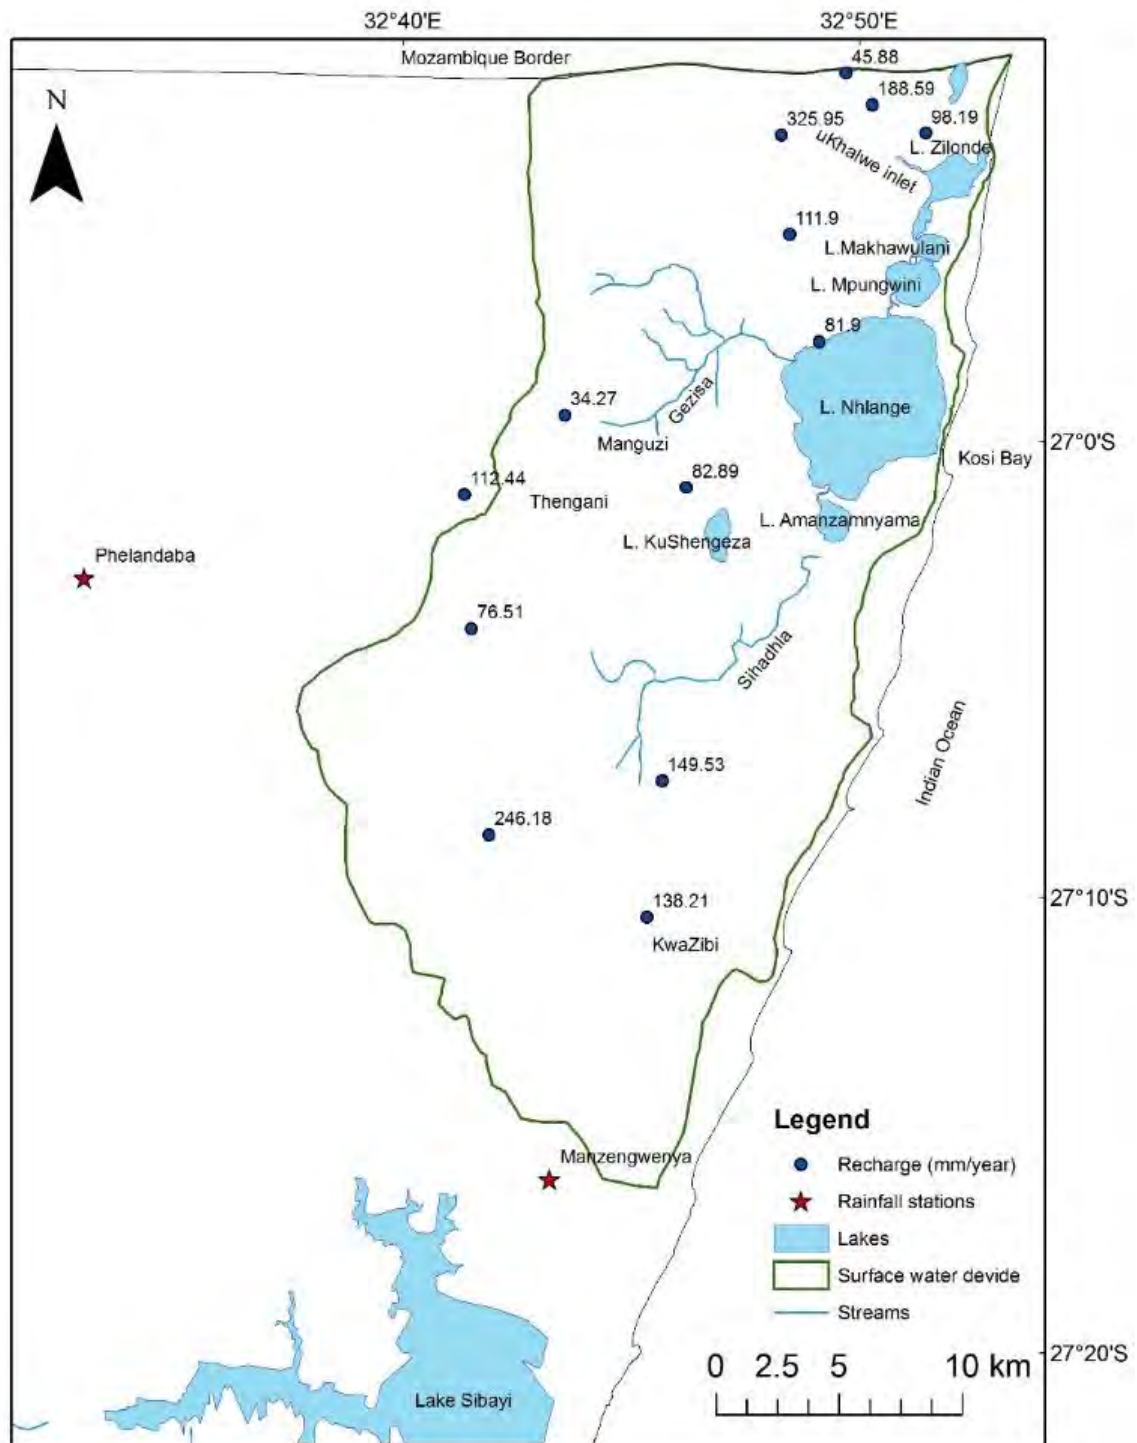 32°40'E
32°50'E
Mozambique Border
45.88
N
188.59
325.95
98.19
L. Zilonde
uKhalwe inlet
111.9
L.Makhawulani
L. Mpungwini
81.9
34.27
Gezisa
L. Nhlange
Manguzi
27°0'S
Kosi Bay
112.44
82.89
Thengani
L. Amanzamnyama
L. KuShengeza
Phelandaba
76.51
Sihadhla
Indian Ocean
149.53
246.18
138.21
27°10'S
KwaZibi
Legend
Manzengwenya
Recharge (mm/year)
Rainfall stations
Lakes
Surface water devide
Streams
27°20'S
0 2.5 5 10 km
Lake Sibayi